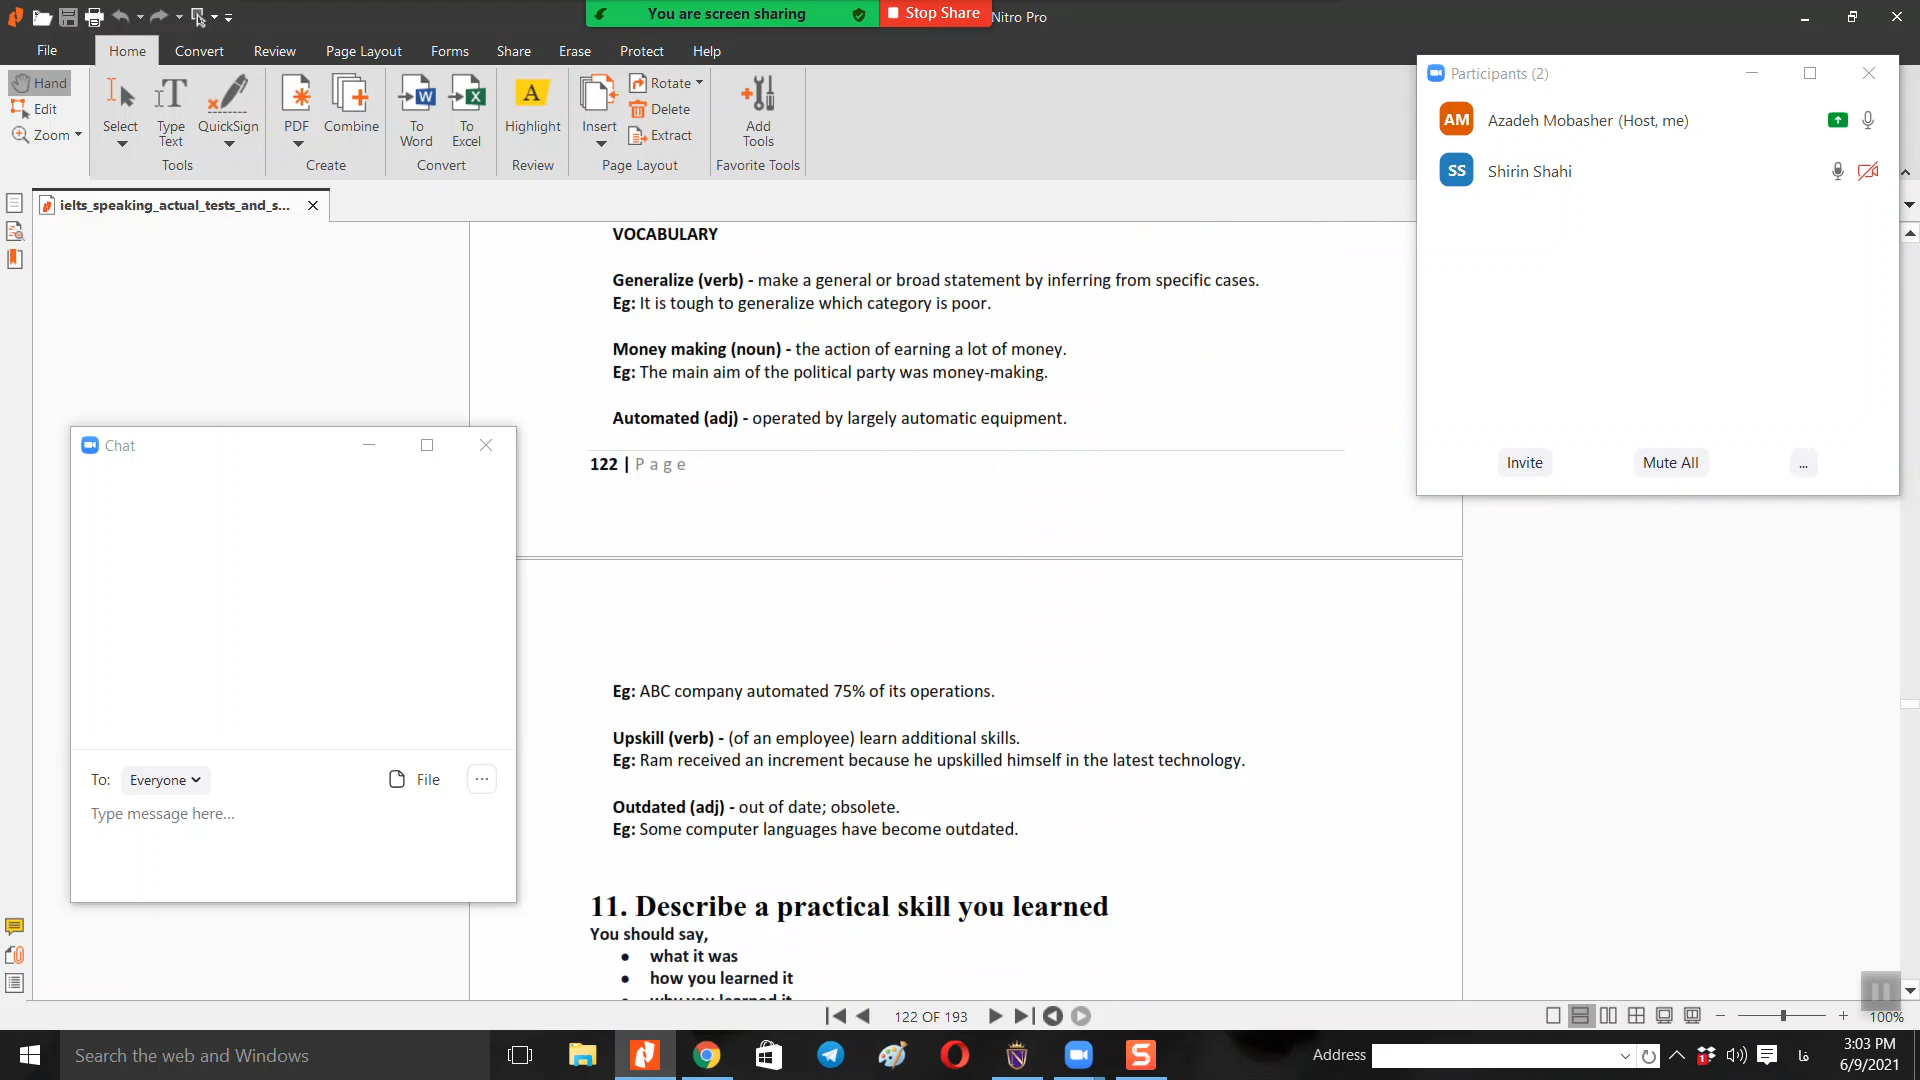 You are screen sharing
Stop Share
Nitro Pro
File
Home
Convert
Review
Page Layout
Forms
Share
Erase
Protect
Help
Hand
Edit
Zoom
Select
Type
Text
QuickSign
Tools
PDF
Combine
Create
To
Word
To
Excel
Convert
Highlight
Review
Insert
Rotate
Delete
Extract
Page Layout
Add
Tools
Favorite Tools
ielts_speaking_actual_tests_and_s...
Participants (2)
AM
Azadeh Mobasher (Host, me)
SS
Shirin Shahi
Invite
Mute All
...
VOCABULARY
Generalize (verb) - make a general or broad statement by inferring from specific cases.
Eg: It is tough to generalize which category is poor.
Money making (noun) - the action of earning a lot of money.
Eg: The main aim of the political party was money-making.
Automated (adj) - operated by largely automatic equipment.
122 | P a g e
Eg: ABC company automated 75% of its operations.
Upskill (verb) - (of an employee) learn additional skills.
Eg: Ram received an increment because he upskilled himself in the latest technology.
Outdated (adj) - out of date; obsolete.
Eg: Some computer languages have become outdated.
11. Describe a practical skill you learned
You should say,
• what it was
• how you learned it
• why you learned it
Chat
To:
Everyone
File
Type message here...
122 OF 193
100%
Search the web and Windows
Address
فا
3:03 PM
6/9/2021